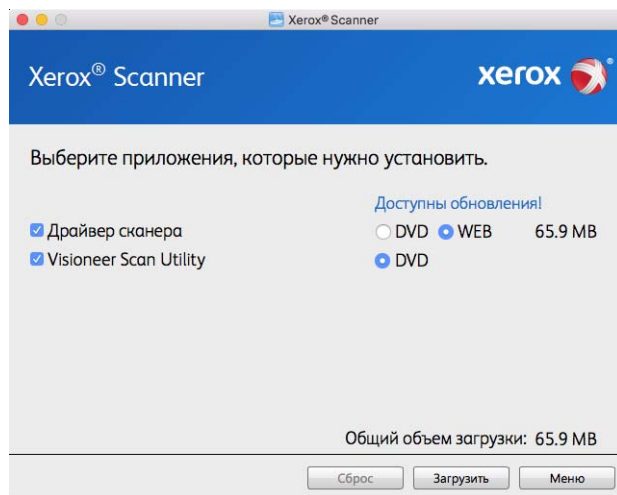 Xerox® Scanner
Xerox® Scanner
xerox®
Выберите приложения, которые нужно установить.
Доступны обновления!
Драйвер сканера DVD WEB 65.9 MB
Visioneer Scan Utility DVD
Общий объем загрузки: 65.9 MB
Сброс Загрузить Меню